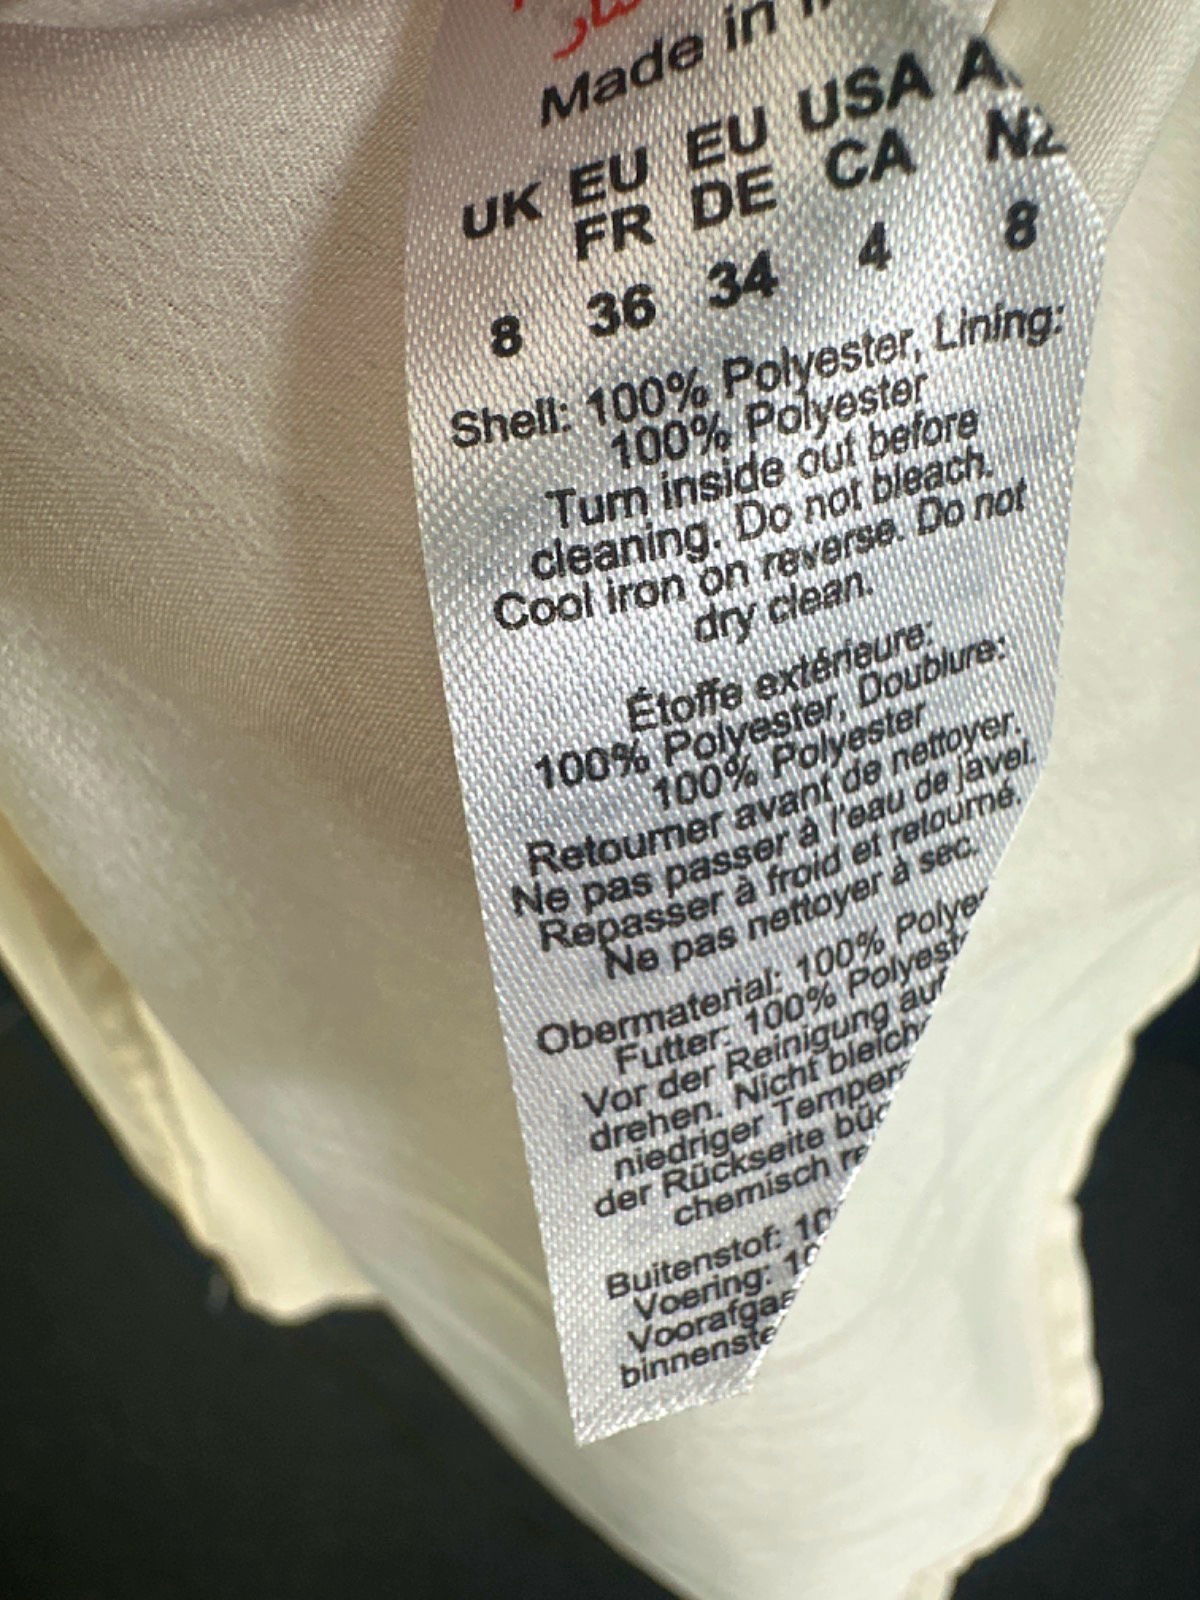 Made in
UK EU EU USA
FR DE CA NZ
8 36 34 4 8
Shell: 100% Polyester, Lining:
100% Polyester
Turn inside out before
cleaning. Do not bleach.
Cool iron on reverse. Do not
dry clean.
Étoffe extérieure:
100% Polyester, Doublure:
100% Polyester
Retourner avant de nettoyer.
Ne pas passer à l'eau de javel.
Repasser à froid et retourné.
Ne pas nettoyer à sec.
Obermaterial: 100%
Futter: 100%
Vor der Reinigung
drehen. Nicht
niedriger
der Rückseite
chemisch
Buitenstof:
Voering: